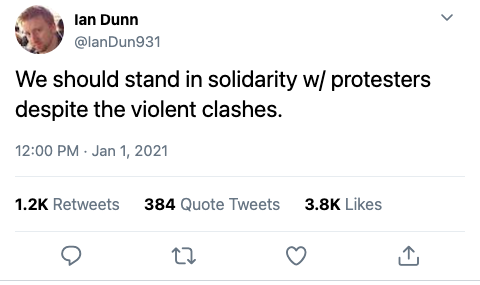 Ian Dunn
@IanDun931
We should stand in solidarity w/ protesters
despite the violent clashes.
12:00 PM · Jan 1, 2021
1.2K Retweets 384 Quote Tweets 3.8K Likes